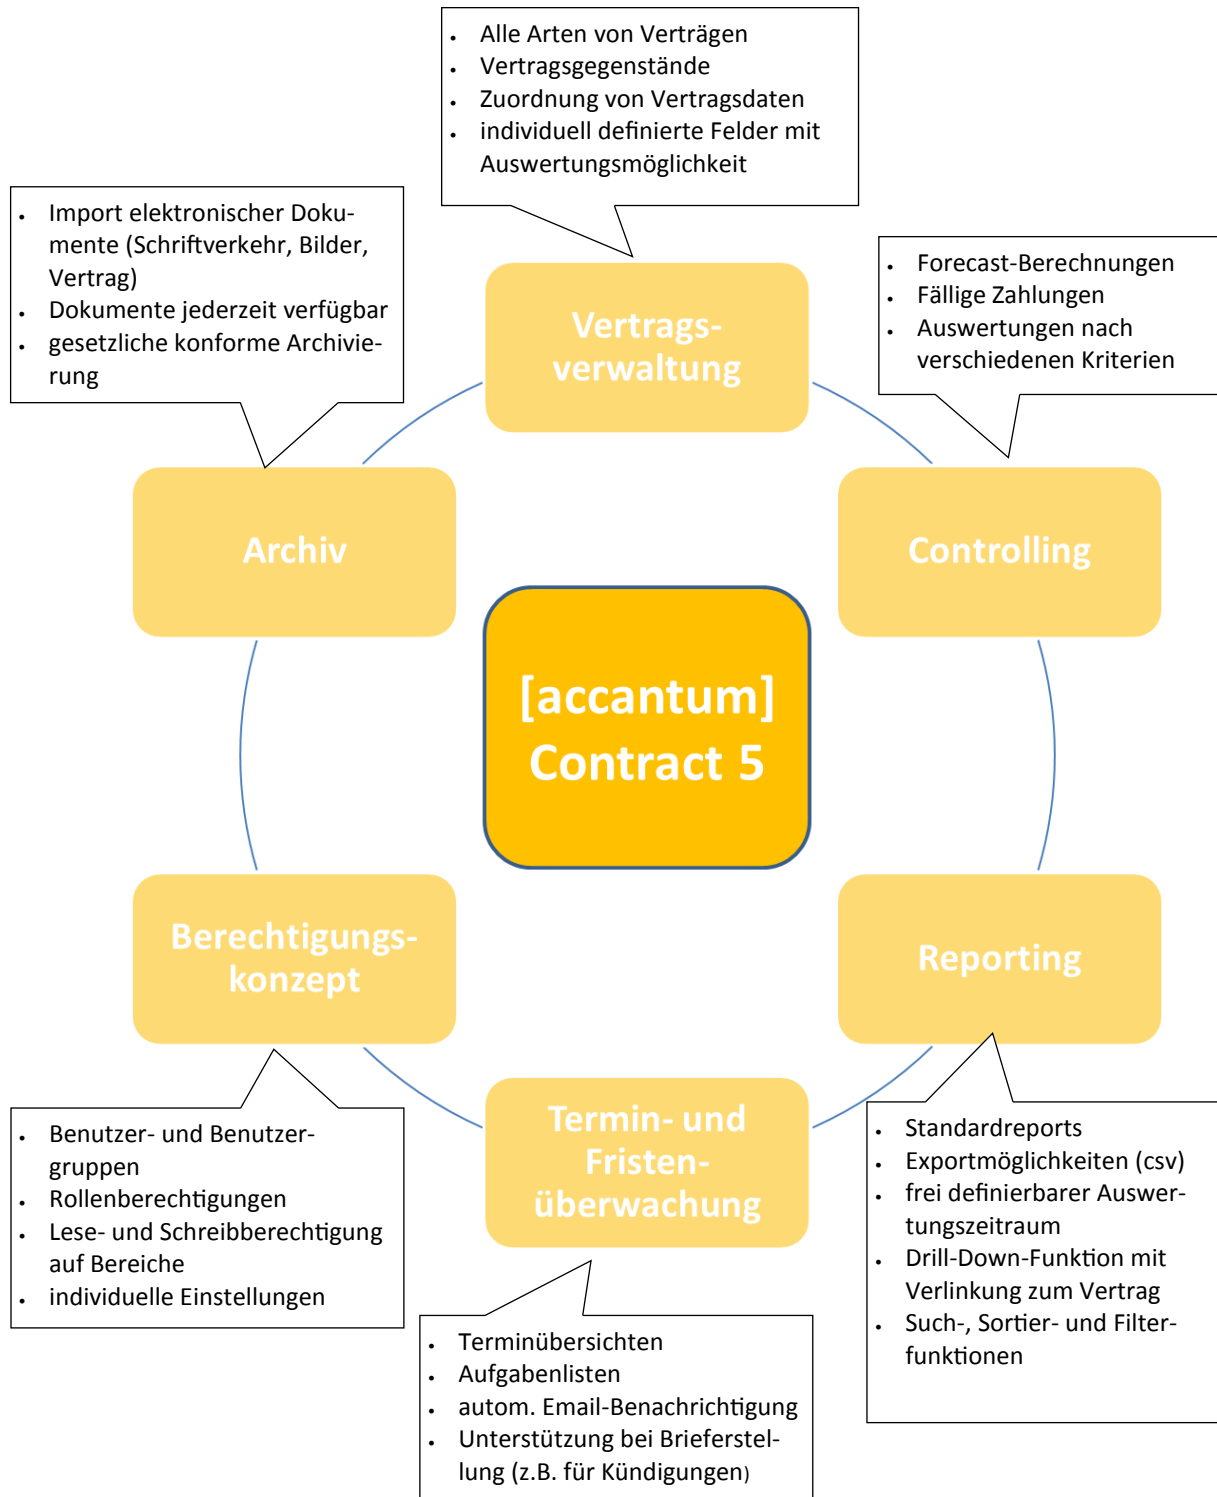 • Alle Arten von Verträgen
• Vertragsgegenstände
• Zuordnung von Vertragsdaten
• individuell definierte Felder mit
Auswertungsmöglichkeit
• Import elektronischer Doku-
mente (Schriftverkehr, Bilder,
Vertrag)
• Dokumente jederzeit verfügbar
• gesetzliche konforme Archivie-
rung
• Forecast-Berechnungen
• Fällige Zahlungen
• Auswertungen nach
verschiedenen Kriterien
Vertrags-
verwaltung
Archiv
Controlling
[accantum]
Contract 5
Berechtigungs-
konzept
Reporting
Termin- und
Fristen-
überwachung
• Benutzer- und Benutzer-
gruppen
• Rollenberechtigungen
• Lese- und Schreibberechtigung
auf Bereiche
• individuelle Einstellungen
• Standardreports
• Exportmöglichkeiten (csv)
• frei definierbarer Auswer-
tungszeitraum
• Drill-Down-Funktion mit
Verlinkung zum Vertrag
• Such-, Sortier- und Filter-
funktionen
• Terminübersichten
• Aufgabenlisten
• autom. Email-Benachrichtigung
• Unterstützung bei Brieferstel-
lung (z.B. für Kündigungen)